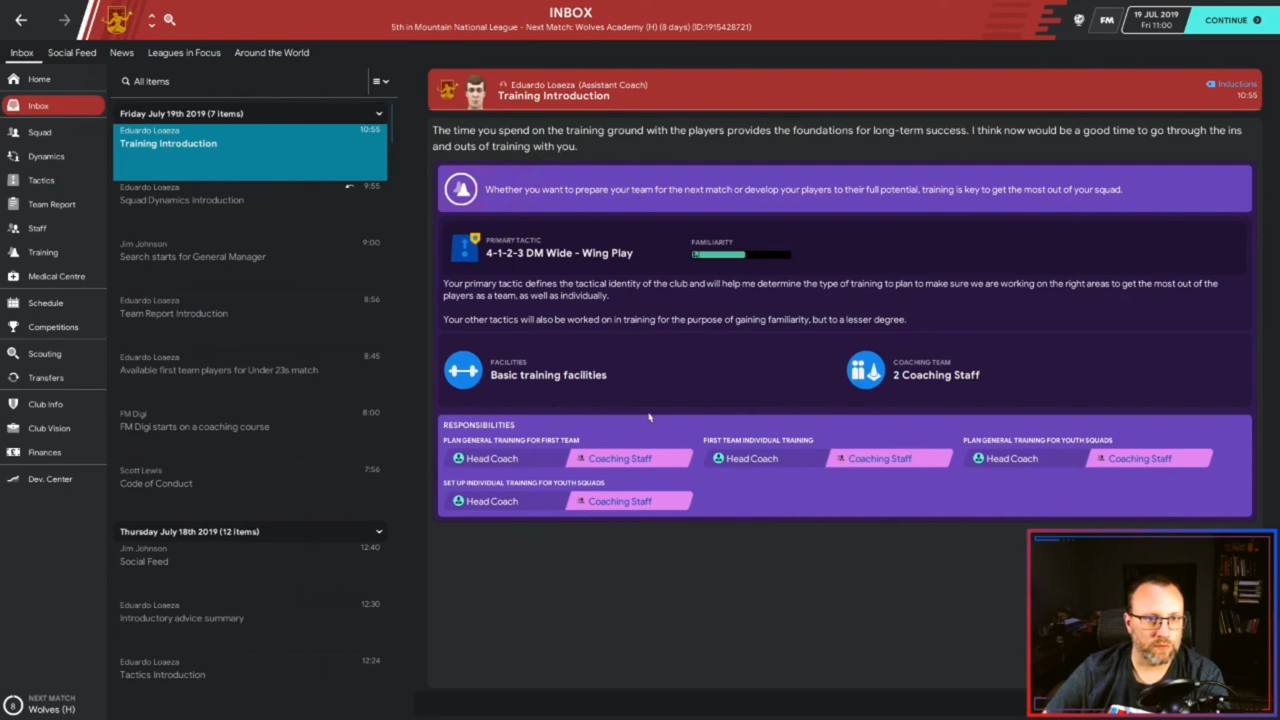 INBOX
5th in Mountain National League - Next Match: Wolves Academy (H) (8 days) (ID:1915428721)
FM
19 JUL 2019
Fri 11:00
CONTINUE
Inbox
Social Feed
News
Leagues in Focus
Around the World
Home
Inbox
Squad
Dynamics
Tactics
Team Report
Staff
Training
Medical Centre
Schedule
Competitions
Scouting
Transfers
Club Info
Club Vision
Finances
Dev. Center
NEXT MATCH
8
Wolves (H)
All Items
Friday July 19th 2019 (7 items)
Eduardo Loaeza 10:55
Training Introduction
Eduardo Loaeza 9:55
Squad Dynamics Introduction
Jim Johnson 9:00
Search starts for General Manager
Eduardo Loaeza 8:56
Team Report Introduction
Eduardo Loaeza 8:45
Available first team players for Under 23s match
FM Digi 8:00
FM Digi starts on a coaching course
Scott Lewis 7:56
Code of Conduct
Thursday July 18th 2019 (12 items)
Jim Johnson 12:40
Social Feed
Eduardo Loaeza 12:30
Introductory advice summary
Eduardo Loaeza 12:24
Tactics Introduction
Eduardo Loaeza (Assistant Coach)
Training Introduction
Inductions
10:55
The time you spend on the training ground with the players provides the foundations for long-term success. I think now would be a good time to go through the ins
and outs of training with you.
Whether you want to prepare your team for the next match or develop your players to their full potential, training is key to get the most out of your squad.
PRIMARY TACTIC
4-1-2-3 DM Wide - Wing Play
FAMILIARITY
Your primary tactic defines the tactical identity of the club and will help me determine the type of training to plan to make sure we are working on the right areas to get the most out of the
players as a team, as well as individually.
Your other tactics will also be worked on in training for the purpose of gaining familiarity, but to a lesser degree.
FACILITIES
Basic training facilities
COACHING TEAM
2 Coaching Staff
RESPONSIBILITIES
PLAN GENERAL TRAINING FOR FIRST TEAM
Head Coach
Coaching Staff
FIRST TEAM INDIVIDUAL TRAINING
Head Coach
Coaching Staff
PLAN GENERAL TRAINING FOR YOUTH SQUADS
Head Coach
Coaching Staff
SET UP INDIVIDUAL TRAINING FOR YOUTH SQUADS
Head Coach
Coaching Staff